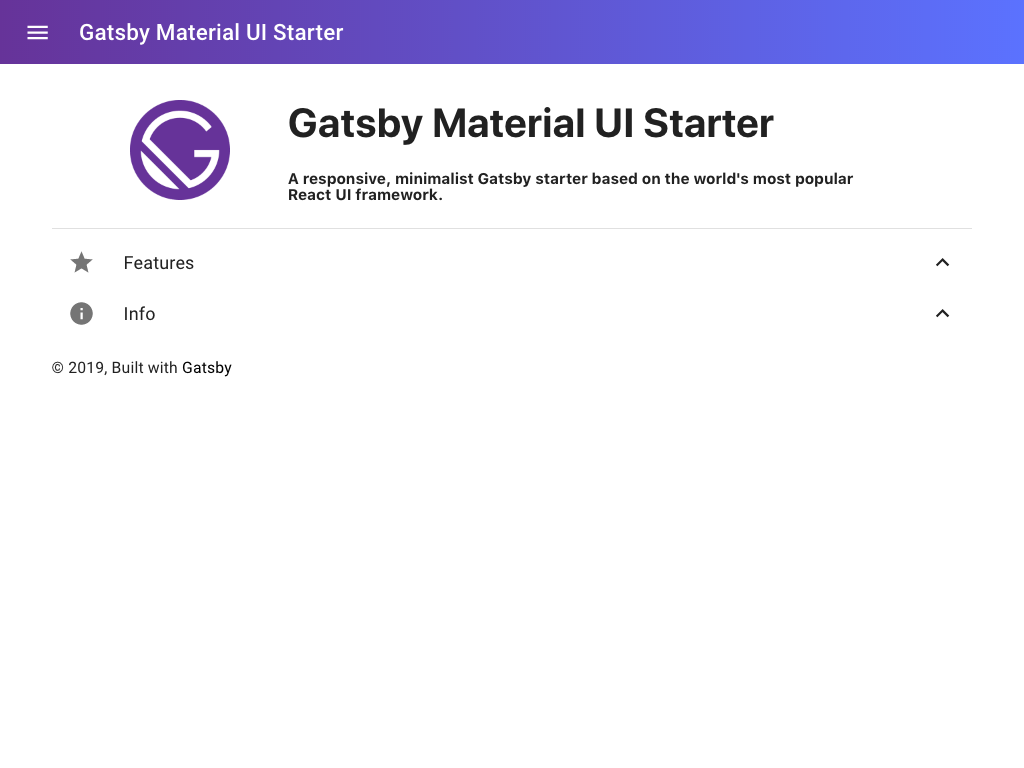 Gatsby Material UI Starter
Gatsby Material UI Starter
A responsive, minimalist Gatsby starter based on the world's most popular
React UI framework.
Features
Info
© 2019, Built with Gatsby